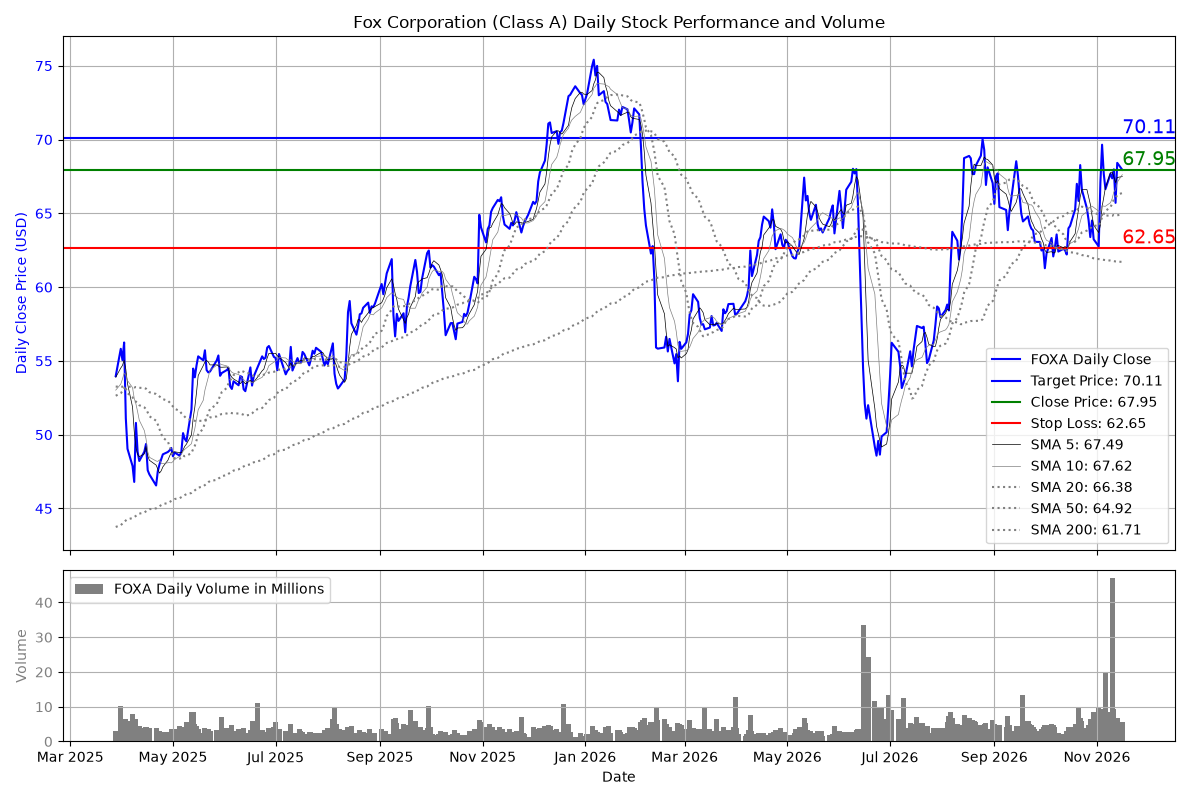 Fox Corporation (Class A) Daily Stock Performance and Volume
75
70
65
60
55
50
45
Daily Close Price (USD)
70.11
67.95
62.65
FOXA Daily Close
Target Price: 70.11
Close Price: 67.95
Stop Loss: 62.65
SMA 5: 67.49
SMA 10: 67.62
SMA 20: 66.38
SMA 50: 64.92
SMA 200: 61.71
FOXA Daily Volume in Millions
40
30
20
10
0
Volume
Mar 2025
May 2025
Jul 2025
Sep 2025
Nov 2025
Jan 2026
Mar 2026
May 2026
Jul 2026
Sep 2026
Nov 2026
Date